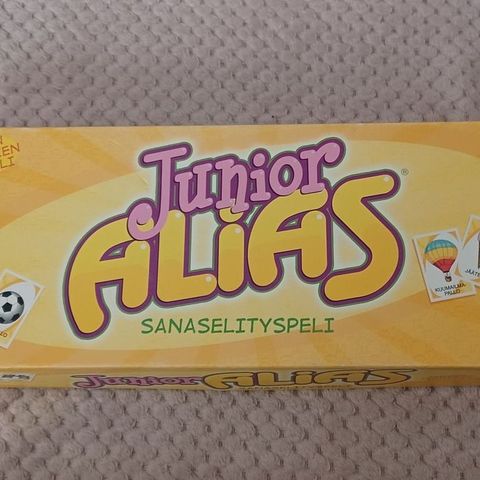 Junior
ALIAS®
SANASELITYSPELI
KUUMAILMA-
PALLO
Junior ALIAS